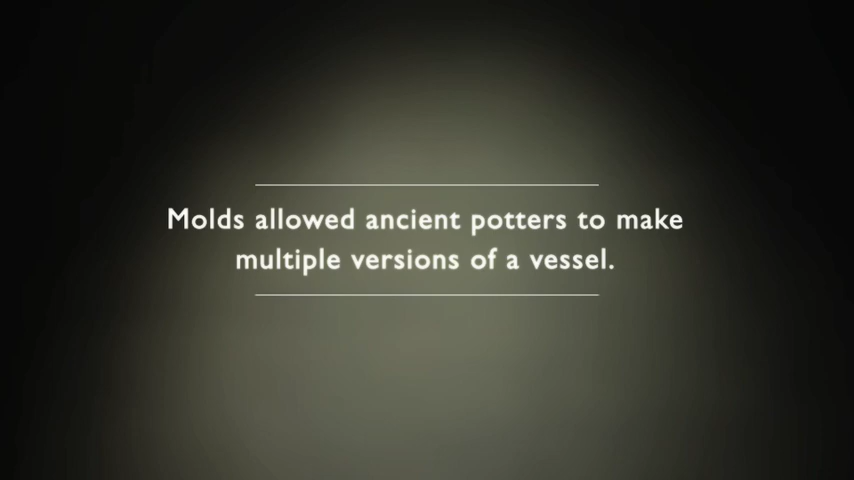 Molds allowed ancient potters to make
multiple versions of a vessel.